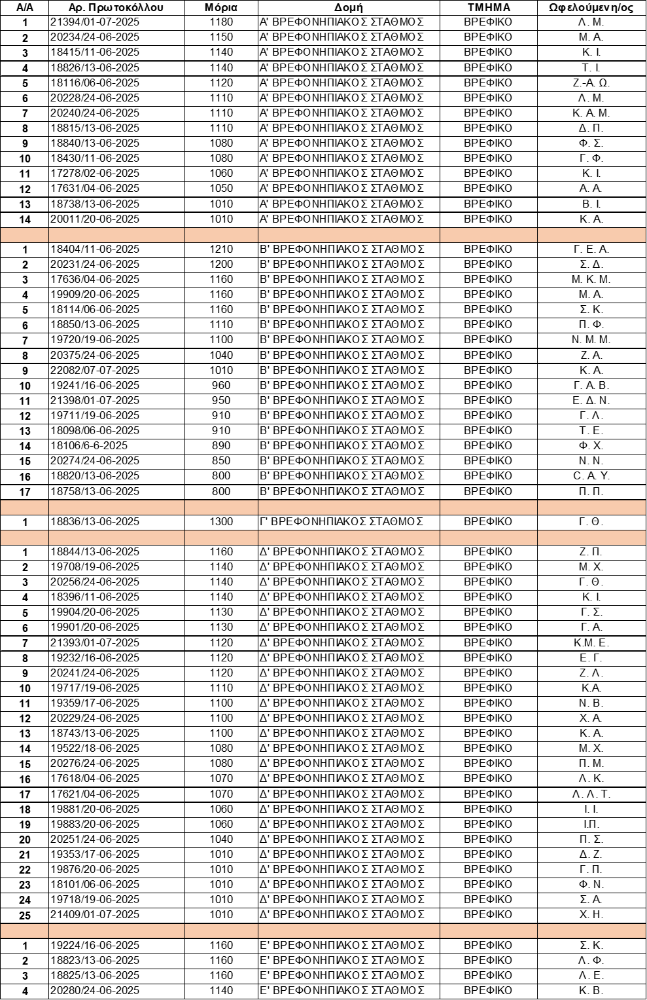 Α/Α Αρ. Πρωτοκόλλου Μόρια Δομή ΤΜΗΜΑ Ωφελούμενη/ος
1 21394/01-07-2025 1180 Α' ΒΡΕΦΟΝΗΠΙΑΚΟΣ ΣΤΑΘΜΟΣ ΒΡΕΦΙΚΟ Λ. Μ.
2 20234/24-06-2025 1150 Α' ΒΡΕΦΟΝΗΠΙΑΚΟΣ ΣΤΑΘΜΟΣ ΒΡΕΦΙΚΟ Μ. Α.
3 18415/11-06-2025 1140 Α' ΒΡΕΦΟΝΗΠΙΑΚΟΣ ΣΤΑΘΜΟΣ ΒΡΕΦΙΚΟ Κ. Ι.
4 18826/13-06-2025 1140 Α' ΒΡΕΦΟΝΗΠΙΑΚΟΣ ΣΤΑΘΜΟΣ ΒΡΕΦΙΚΟ Τ. Ι.
5 18116/06-06-2025 1120 Α' ΒΡΕΦΟΝΗΠΙΑΚΟΣ ΣΤΑΘΜΟΣ ΒΡΕΦΙΚΟ Ζ.-Α. Ω.
6 20228/24-06-2025 1110 Α' ΒΡΕΦΟΝΗΠΙΑΚΟΣ ΣΤΑΘΜΟΣ ΒΡΕΦΙΚΟ Λ. Μ.
7 20240/24-06-2025 1110 Α' ΒΡΕΦΟΝΗΠΙΑΚΟΣ ΣΤΑΘΜΟΣ ΒΡΕΦΙΚΟ Κ. Α. Μ.
8 18815/13-06-2025 1110 Α' ΒΡΕΦΟΝΗΠΙΑΚΟΣ ΣΤΑΘΜΟΣ ΒΡΕΦΙΚΟ Δ. Π.
9 18840/13-06-2025 1080 Α' ΒΡΕΦΟΝΗΠΙΑΚΟΣ ΣΤΑΘΜΟΣ ΒΡΕΦΙΚΟ Φ. Σ.
10 18430/11-06-2025 1080 Α' ΒΡΕΦΟΝΗΠΙΑΚΟΣ ΣΤΑΘΜΟΣ ΒΡΕΦΙΚΟ Γ. Φ.
11 17278/02-06-2025 1060 Α' ΒΡΕΦΟΝΗΠΙΑΚΟΣ ΣΤΑΘΜΟΣ ΒΡΕΦΙΚΟ Κ. Ι.
12 17631/04-06-2025 1050 Α' ΒΡΕΦΟΝΗΠΙΑΚΟΣ ΣΤΑΘΜΟΣ ΒΡΕΦΙΚΟ Α. Α.
13 18738/13-06-2025 1010 Α' ΒΡΕΦΟΝΗΠΙΑΚΟΣ ΣΤΑΘΜΟΣ ΒΡΕΦΙΚΟ Β. Ι.
14 20011/20-06-2025 1010 Α' ΒΡΕΦΟΝΗΠΙΑΚΟΣ ΣΤΑΘΜΟΣ ΒΡΕΦΙΚΟ Κ. Α.
1 18404/11-06-2025 1210 Β' ΒΡΕΦΟΝΗΠΙΑΚΟΣ ΣΤΑΘΜΟΣ ΒΡΕΦΙΚΟ Γ. Ε. Α.
2 20231/24-06-2025 1200 Β' ΒΡΕΦΟΝΗΠΙΑΚΟΣ ΣΤΑΘΜΟΣ ΒΡΕΦΙΚΟ Σ. Δ.
3 17636/04-06-2025 1160 Β' ΒΡΕΦΟΝΗΠΙΑΚΟΣ ΣΤΑΘΜΟΣ ΒΡΕΦΙΚΟ Μ. Κ. Μ.
4 19909/20-06-2025 1160 Β' ΒΡΕΦΟΝΗΠΙΑΚΟΣ ΣΤΑΘΜΟΣ ΒΡΕΦΙΚΟ Μ. Α.
5 18114/06-06-2025 1160 Β' ΒΡΕΦΟΝΗΠΙΑΚΟΣ ΣΤΑΘΜΟΣ ΒΡΕΦΙΚΟ Σ. Κ.
6 18850/13-06-2025 1110 Β' ΒΡΕΦΟΝΗΠΙΑΚΟΣ ΣΤΑΘΜΟΣ ΒΡΕΦΙΚΟ Π. Φ.
7 19720/19-06-2025 1100 Β' ΒΡΕΦΟΝΗΠΙΑΚΟΣ ΣΤΑΘΜΟΣ ΒΡΕΦΙΚΟ Ν. Μ. Μ.
8 20375/24-06-2025 1040 Β' ΒΡΕΦΟΝΗΠΙΑΚΟΣ ΣΤΑΘΜΟΣ ΒΡΕΦΙΚΟ Ζ. Α.
9 22082/07-07-2025 1010 Β' ΒΡΕΦΟΝΗΠΙΑΚΟΣ ΣΤΑΘΜΟΣ ΒΡΕΦΙΚΟ Κ. Α.
10 19241/16-06-2025 960 Β' ΒΡΕΦΟΝΗΠΙΑΚΟΣ ΣΤΑΘΜΟΣ ΒΡΕΦΙΚΟ Γ. Α. Β.
11 21398/01-07-2025 950 Β' ΒΡΕΦΟΝΗΠΙΑΚΟΣ ΣΤΑΘΜΟΣ ΒΡΕΦΙΚΟ Ε. Δ. Ν.
12 19711/19-06-2025 910 Β' ΒΡΕΦΟΝΗΠΙΑΚΟΣ ΣΤΑΘΜΟΣ ΒΡΕΦΙΚΟ Γ. Λ.
13 18098/06-06-2025 910 Β' ΒΡΕΦΟΝΗΠΙΑΚΟΣ ΣΤΑΘΜΟΣ ΒΡΕΦΙΚΟ Τ. Ε.
14 18106/6-6-2025 890 Β' ΒΡΕΦΟΝΗΠΙΑΚΟΣ ΣΤΑΘΜΟΣ ΒΡΕΦΙΚΟ Φ. Χ.
15 20274/24-06-2025 850 Β' ΒΡΕΦΟΝΗΠΙΑΚΟΣ ΣΤΑΘΜΟΣ ΒΡΕΦΙΚΟ Ν. Ν.
16 18820/13-06-2025 800 Β' ΒΡΕΦΟΝΗΠΙΑΚΟΣ ΣΤΑΘΜΟΣ ΒΡΕΦΙΚΟ C. A. Y.
17 18758/13-06-2025 800 Β' ΒΡΕΦΟΝΗΠΙΑΚΟΣ ΣΤΑΘΜΟΣ ΒΡΕΦΙΚΟ Π. Π.
1 18836/13-06-2025 1300 Γ' ΒΡΕΦΟΝΗΠΙΑΚΟΣ ΣΤΑΘΜΟΣ ΒΡΕΦΙΚΟ Γ. Θ.
1 18844/13-06-2025 1160 Δ' ΒΡΕΦΟΝΗΠΙΑΚΟΣ ΣΤΑΘΜΟΣ ΒΡΕΦΙΚΟ Ζ. Π.
2 19708/19-06-2025 1140 Δ' ΒΡΕΦΟΝΗΠΙΑΚΟΣ ΣΤΑΘΜΟΣ ΒΡΕΦΙΚΟ Μ. Χ.
3 20256/24-06-2025 1140 Δ' ΒΡΕΦΟΝΗΠΙΑΚΟΣ ΣΤΑΘΜΟΣ ΒΡΕΦΙΚΟ Γ. Θ.
4 18396/11-06-2025 1140 Δ' ΒΡΕΦΟΝΗΠΙΑΚΟΣ ΣΤΑΘΜΟΣ ΒΡΕΦΙΚΟ Κ. Ι.
5 19904/20-06-2025 1130 Δ' ΒΡΕΦΟΝΗΠΙΑΚΟΣ ΣΤΑΘΜΟΣ ΒΡΕΦΙΚΟ Γ. Σ.
6 19901/20-06-2025 1130 Δ' ΒΡΕΦΟΝΗΠΙΑΚΟΣ ΣΤΑΘΜΟΣ ΒΡΕΦΙΚΟ Γ. Α.
7 21393/01-07-2025 1120 Δ' ΒΡΕΦΟΝΗΠΙΑΚΟΣ ΣΤΑΘΜΟΣ ΒΡΕΦΙΚΟ Κ.Μ. Ε.
8 19232/16-06-2025 1120 Δ' ΒΡΕΦΟΝΗΠΙΑΚΟΣ ΣΤΑΘΜΟΣ ΒΡΕΦΙΚΟ Ε. Γ.
9 20241/24-06-2025 1120 Δ' ΒΡΕΦΟΝΗΠΙΑΚΟΣ ΣΤΑΘΜΟΣ ΒΡΕΦΙΚΟ Ζ. Λ.
10 19717/19-06-2025 1110 Δ' ΒΡΕΦΟΝΗΠΙΑΚΟΣ ΣΤΑΘΜΟΣ ΒΡΕΦΙΚΟ Κ.Α.
11 19359/17-06-2025 1100 Δ' ΒΡΕΦΟΝΗΠΙΑΚΟΣ ΣΤΑΘΜΟΣ ΒΡΕΦΙΚΟ Ν. Β.
12 20229/24-06-2025 1100 Δ' ΒΡΕΦΟΝΗΠΙΑΚΟΣ ΣΤΑΘΜΟΣ ΒΡΕΦΙΚΟ Χ. Α.
13 18743/13-06-2025 1100 Δ' ΒΡΕΦΟΝΗΠΙΑΚΟΣ ΣΤΑΘΜΟΣ ΒΡΕΦΙΚΟ Κ. Α.
14 19522/18-06-2025 1080 Δ' ΒΡΕΦΟΝΗΠΙΑΚΟΣ ΣΤΑΘΜΟΣ ΒΡΕΦΙΚΟ Μ. Χ.
15 20276/24-06-2025 1080 Δ' ΒΡΕΦΟΝΗΠΙΑΚΟΣ ΣΤΑΘΜΟΣ ΒΡΕΦΙΚΟ Π. Μ.
16 17618/04-06-2025 1070 Δ' ΒΡΕΦΟΝΗΠΙΑΚΟΣ ΣΤΑΘΜΟΣ ΒΡΕΦΙΚΟ Λ. Κ.
17 17621/04-06-2025 1070 Δ' ΒΡΕΦΟΝΗΠΙΑΚΟΣ ΣΤΑΘΜΟΣ ΒΡΕΦΙΚΟ Λ. Λ. Τ.
18 19881/20-06-2025 1060 Δ' ΒΡΕΦΟΝΗΠΙΑΚΟΣ ΣΤΑΘΜΟΣ ΒΡΕΦΙΚΟ Ι. Ι.
19 19883/20-06-2025 1060 Δ' ΒΡΕΦΟΝΗΠΙΑΚΟΣ ΣΤΑΘΜΟΣ ΒΡΕΦΙΚΟ Ι.Π.
20 20251/24-06-2025 1040 Δ' ΒΡΕΦΟΝΗΠΙΑΚΟΣ ΣΤΑΘΜΟΣ ΒΡΕΦΙΚΟ Π. Σ.
21 19353/17-06-2025 1010 Δ' ΒΡΕΦΟΝΗΠΙΑΚΟΣ ΣΤΑΘΜΟΣ ΒΡΕΦΙΚΟ Δ. Ζ.
22 19876/20-06-2025 1010 Δ' ΒΡΕΦΟΝΗΠΙΑΚΟΣ ΣΤΑΘΜΟΣ ΒΡΕΦΙΚΟ Γ. Π.
23 18101/06-06-2025 1010 Δ' ΒΡΕΦΟΝΗΠΙΑΚΟΣ ΣΤΑΘΜΟΣ ΒΡΕΦΙΚΟ Φ. Ν.
24 19718/19-06-2025 1010 Δ' ΒΡΕΦΟΝΗΠΙΑΚΟΣ ΣΤΑΘΜΟΣ ΒΡΕΦΙΚΟ Σ. Α.
25 21409/01-07-2025 1010 Δ' ΒΡΕΦΟΝΗΠΙΑΚΟΣ ΣΤΑΘΜΟΣ ΒΡΕΦΙΚΟ Χ. Η.
1 19224/16-06-2025 1160 Ε' ΒΡΕΦΟΝΗΠΙΑΚΟΣ ΣΤΑΘΜΟΣ ΒΡΕΦΙΚΟ Σ. Κ.
2 18823/13-06-2025 1160 Ε' ΒΡΕΦΟΝΗΠΙΑΚΟΣ ΣΤΑΘΜΟΣ ΒΡΕΦΙΚΟ Λ. Φ.
3 18825/13-06-2025 1160 Ε' ΒΡΕΦΟΝΗΠΙΑΚΟΣ ΣΤΑΘΜΟΣ ΒΡΕΦΙΚΟ Λ. Ε.
4 20280/24-06-2025 1140 Ε' ΒΡΕΦΟΝΗΠΙΑΚΟΣ ΣΤΑΘΜΟΣ ΒΡΕΦΙΚΟ Κ. Β.